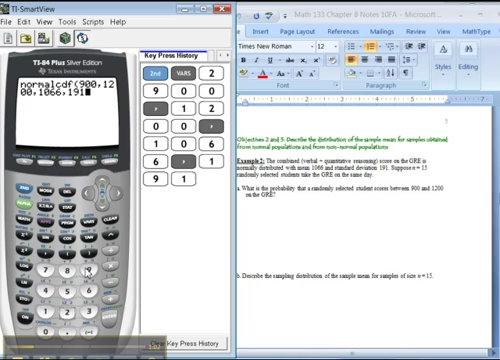 TI-SmartView
File Edit View Tools Scripts Help
TI-84 Plus Silver Edition
TEXAS INSTRUMENTS
normalcdf(900,12
00,1066,191
Key Press History
2nd VARS 2
9 0 0
, 1 2
0 0 ,
1 0 6
6 , 1
9 1
Clear Key Press History
Math 133 Chapter 8 Notes 10FA - Microsoft
Insert Page Layout References Mailings Review View MathType
Times New Roman 12
Styles Editing
Font Paragraph
5
Objectives 2 and 3: Describe the distribution of the sample mean for samples obtained
from normal populations and from non-normal populations
Example 2: The combined (verbal + quantitative reasoning) score on the GRE is
normally distributed with mean 1066 and standard deviation 191. Suppose n = 15
randomly selected students take the GRE on the same day.
a. What is the probability that a randomly selected student scores between 900 and 1200
on the GRE?
b. Describe the sampling distribution of the sample mean for samples of size n = 15.